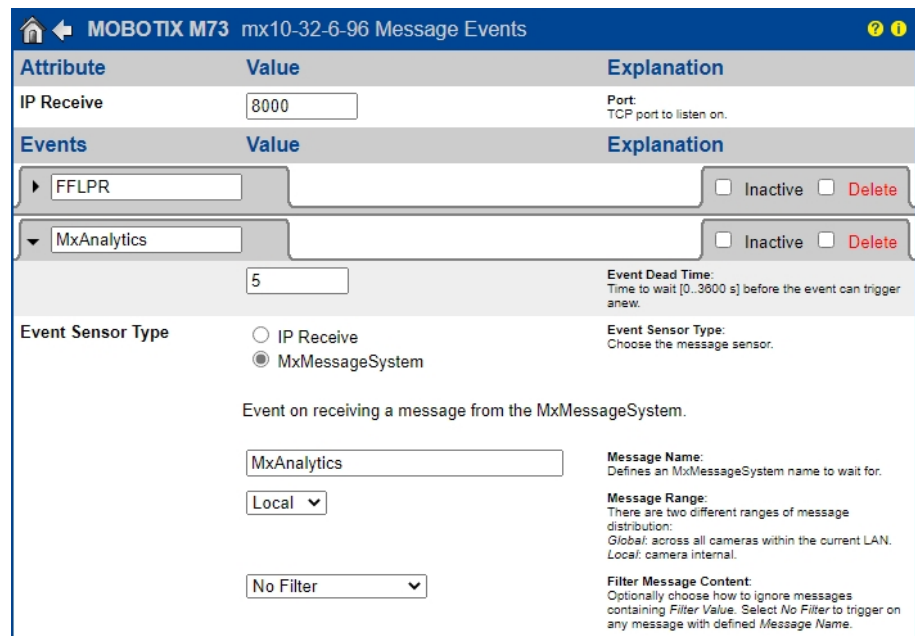 MOBOTIX M73 mx10-32-6-96 Message Events ? i
Attribute Value Explanation
IP Receive 8000 Port:
TCP port to listen on.
Events Value Explanation
FFLPR Inactive Delete
MxAnalytics Inactive Delete
5 Event Dead Time:
Time to wait [0..3600 s] before the event can trigger
anew.
Event Sensor Type IP Receive Event Sensor Type:
MxMessageSystem Choose the message sensor.
Event on receiving a message from the MxMessageSystem.
MxAnalytics Message Name:
Defines an MxMessageSystem name to wait for.
Local Message Range:
There are two different ranges of message
distribution:
Global: across all cameras within the current LAN.
Local: camera internal.
No Filter Filter Message Content:
Optionally choose how to ignore messages
containing Filter Value. Select No Filter to trigger on
any message with defined Message Name.